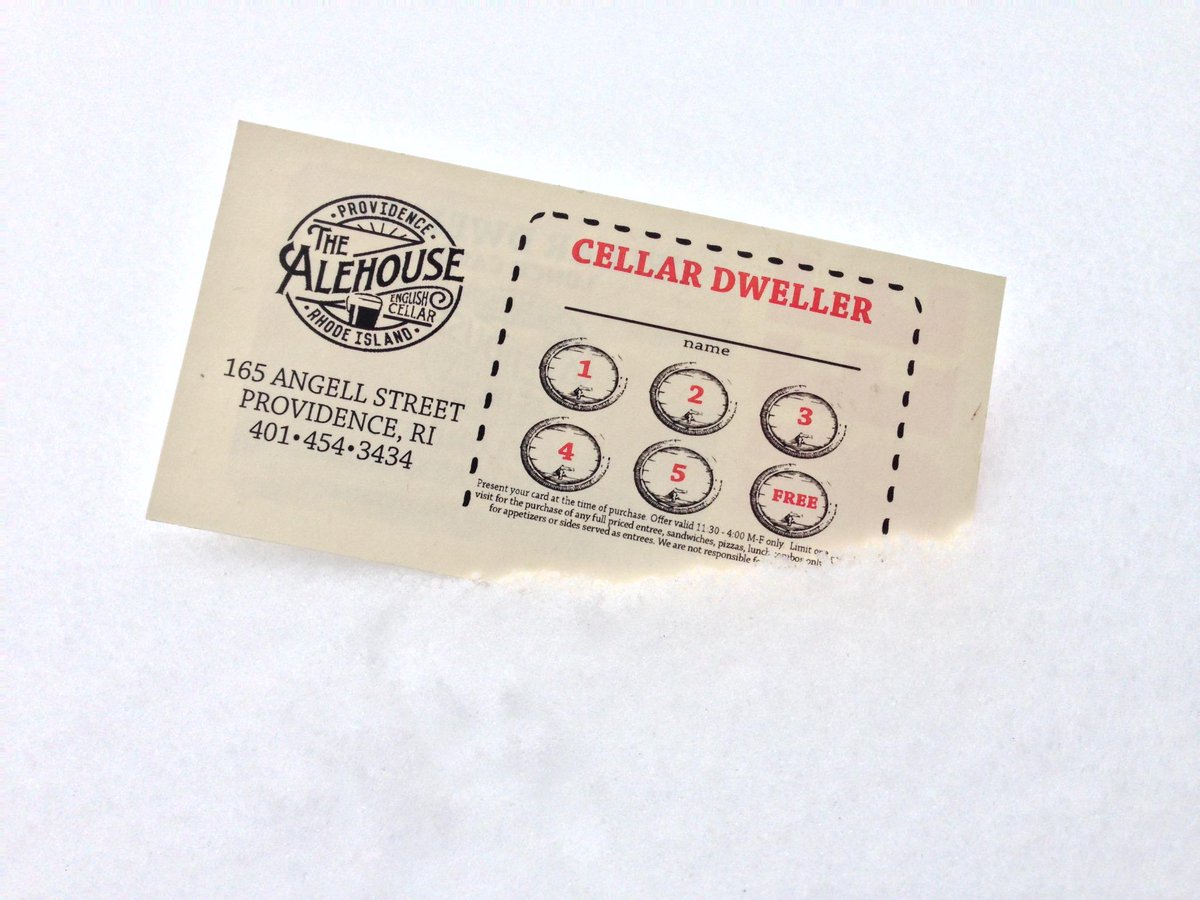 PROVIDENCE
THE
ALEHOUSE
ENGLISH
CELLAR
RHODE ISLAND
165 ANGELL STREET
PROVIDENCE, RI
401•454•3434
CELLAR DWELLER
name
1 2 3
4 5 FREE
Present your card at the time of purchase. Offer valid 11:30 - 4:00 M-F only. Limit
visit for the purchase of any full priced entree, sandwiches, pizzas, lunch combos only.
for appetizers or sides served as entrees. We are not responsible